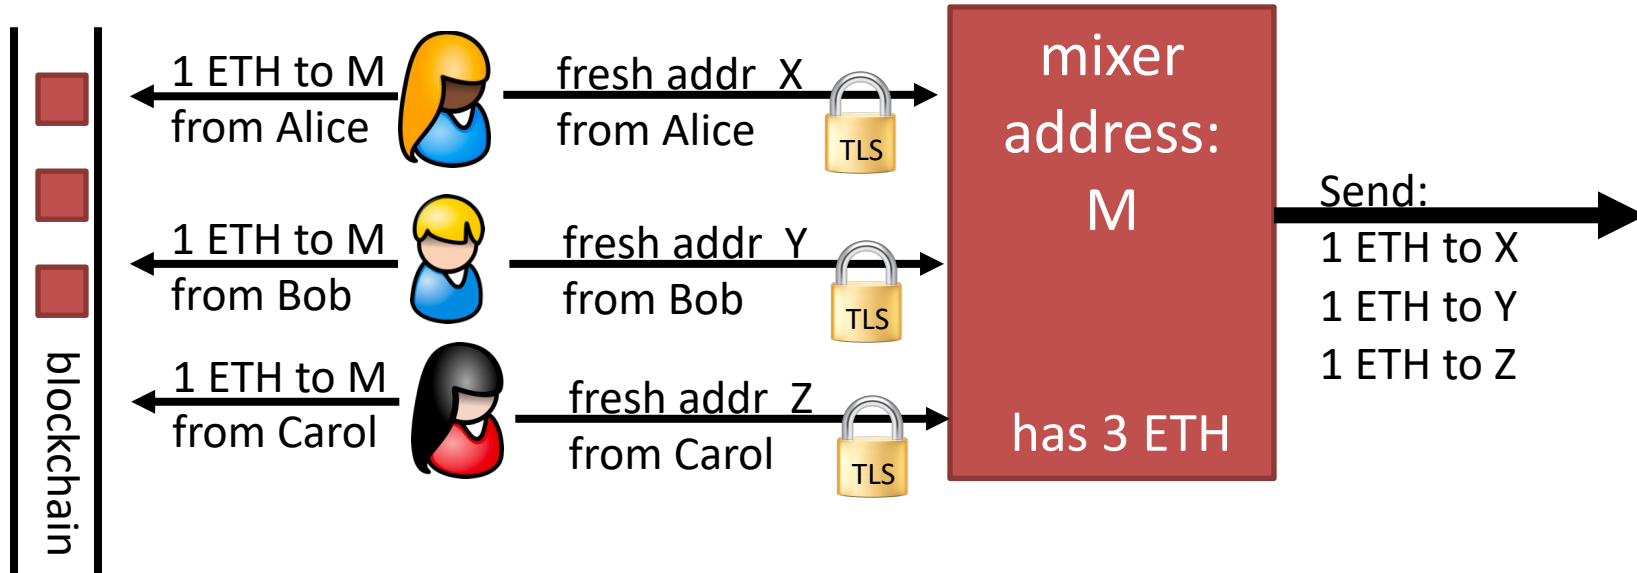 1 ETH to M
from Alice
fresh addr X
from Alice
TLS
1 ETH to M
from Bob
fresh addr Y
from Bob
TLS
1 ETH to M
from Carol
fresh addr Z
from Carol
TLS
blockchain
mixer
address:
M
has 3 ETH
Send:
1 ETH to X
1 ETH to Y
1 ETH to Z